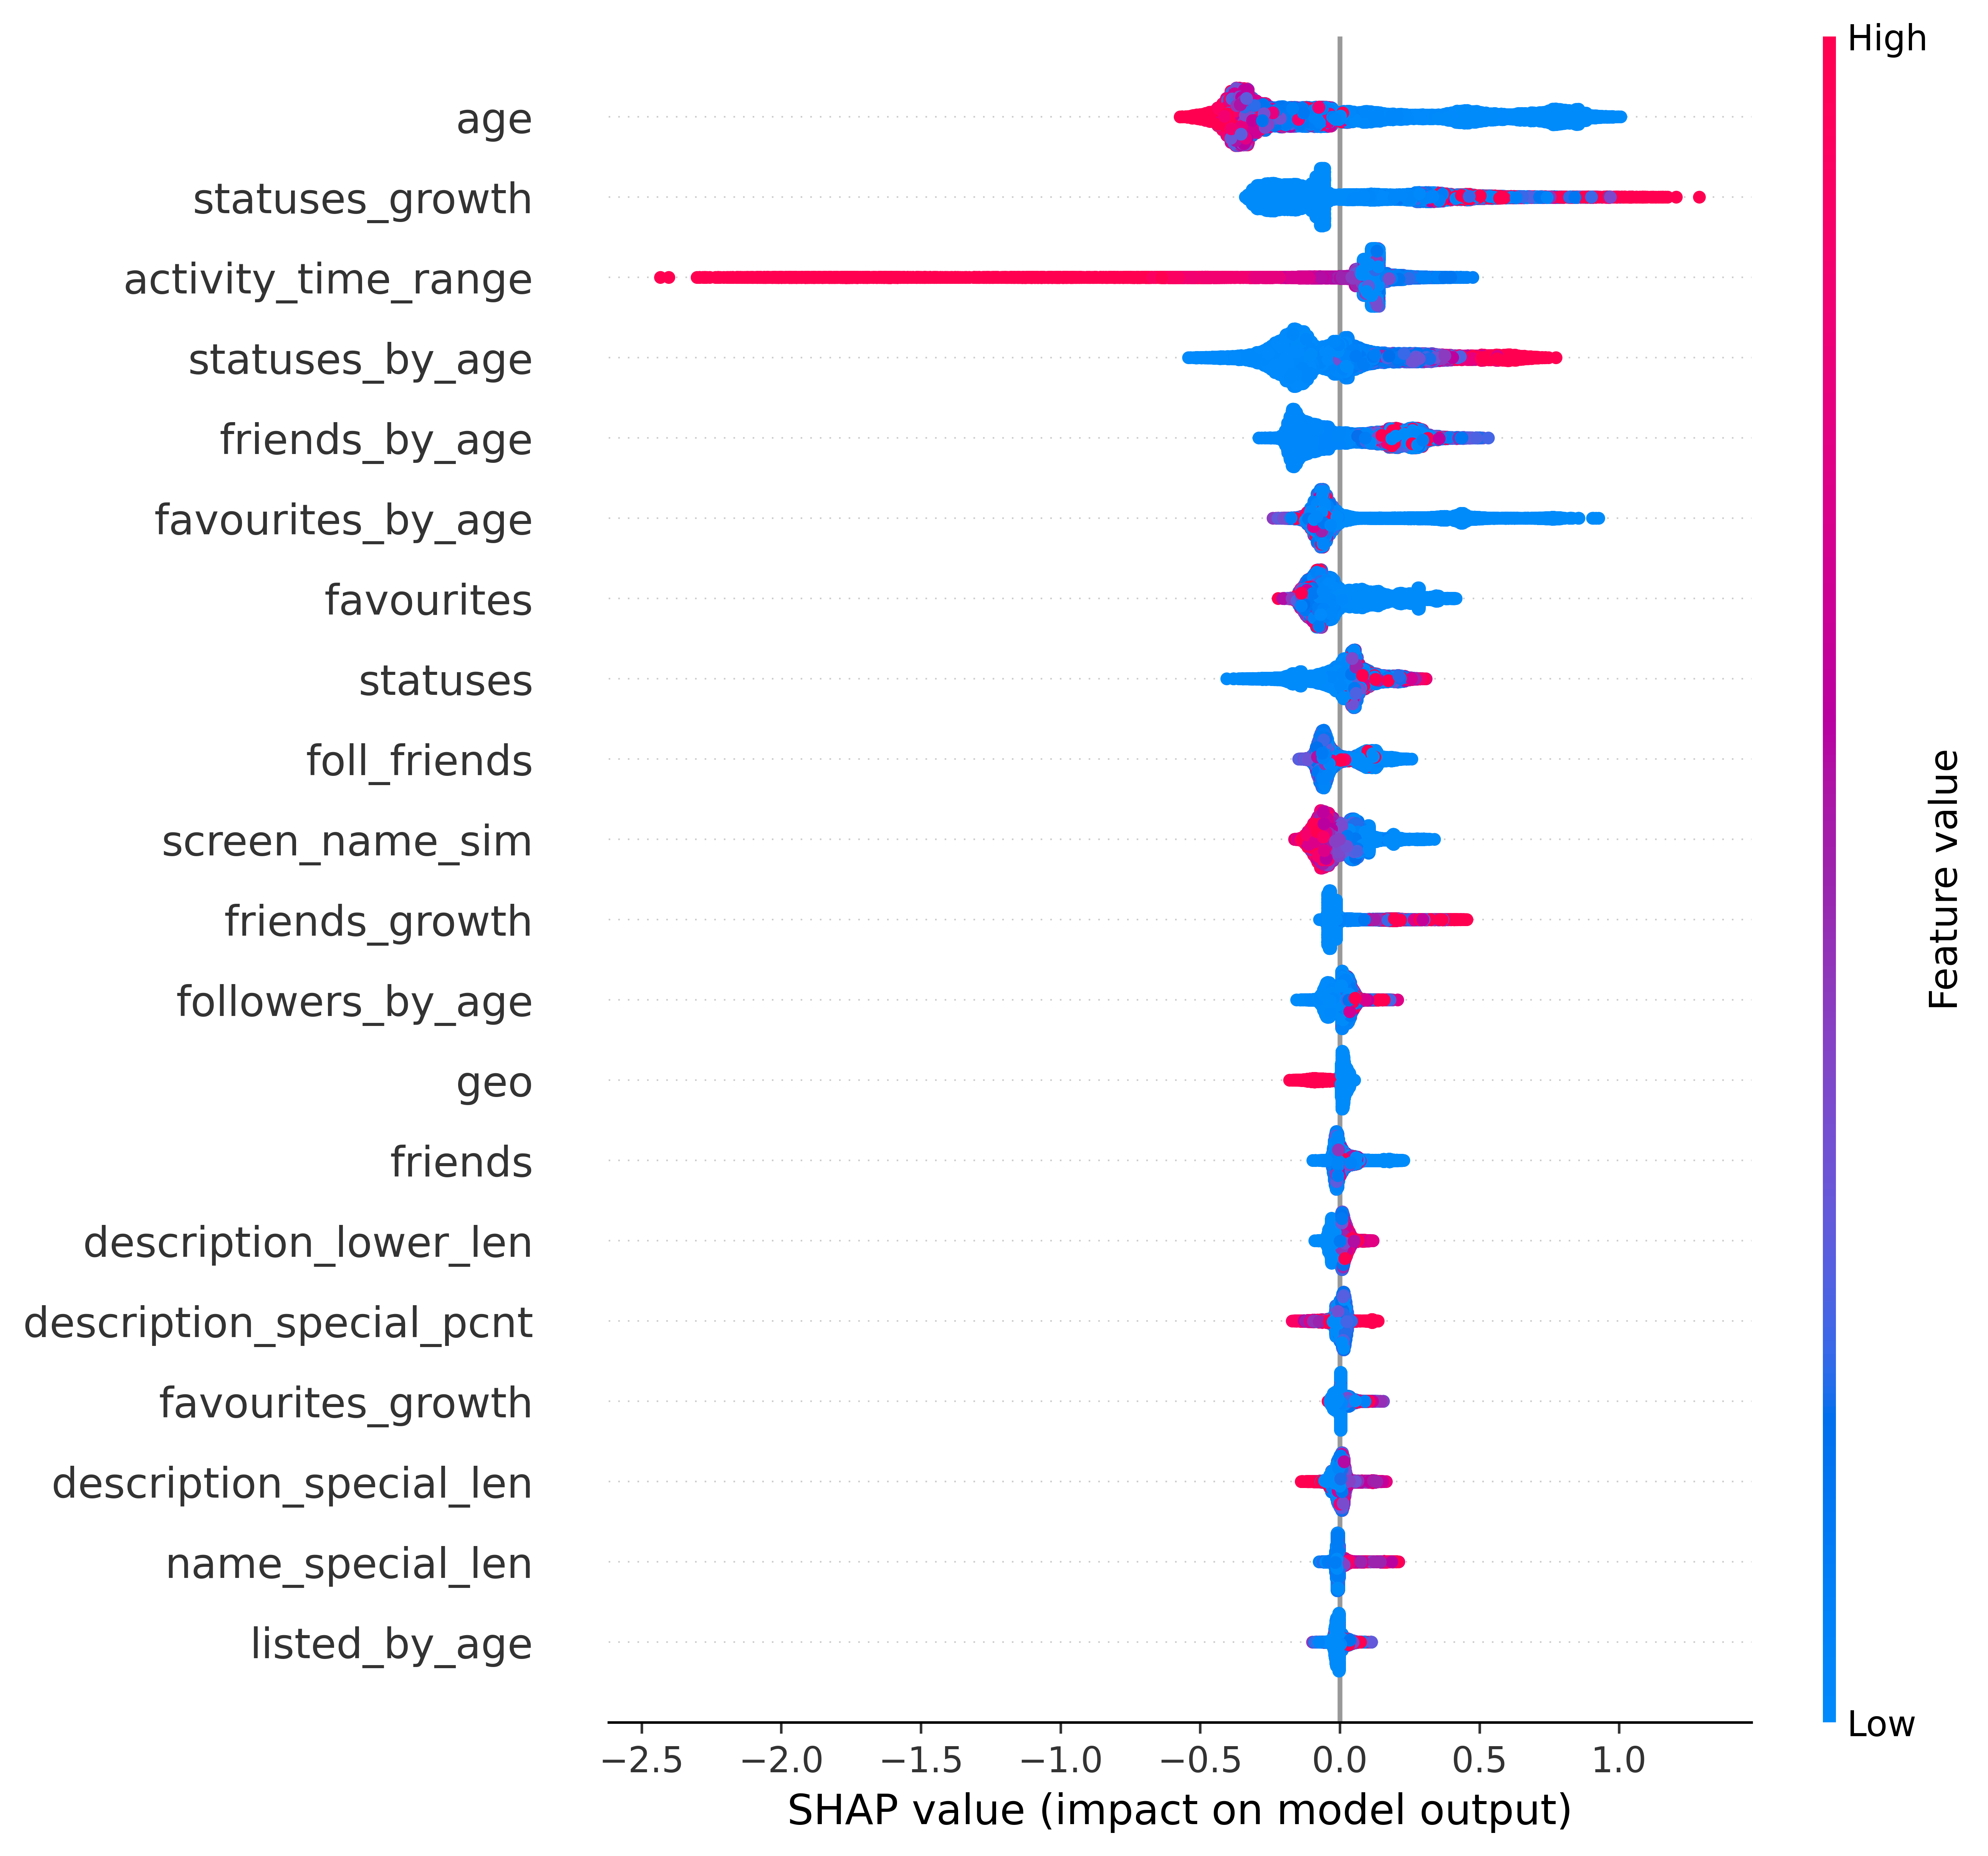 High
age
statuses_growth
activity_time_range
statuses_by_age
friends_by_age
favourites_by_age
favourites
statuses
foll_friends
screen_name_sim
friends_growth
followers_by_age
geo
friends
description_lower_len
description_special_pcnt
favourites_growth
description_special_len
name_special_len
listed_by_age
Feature value
Low
−2.5 −2.0 −1.5 −1.0 −0.5 0.0 0.5 1.0
SHAP value (impact on model output)